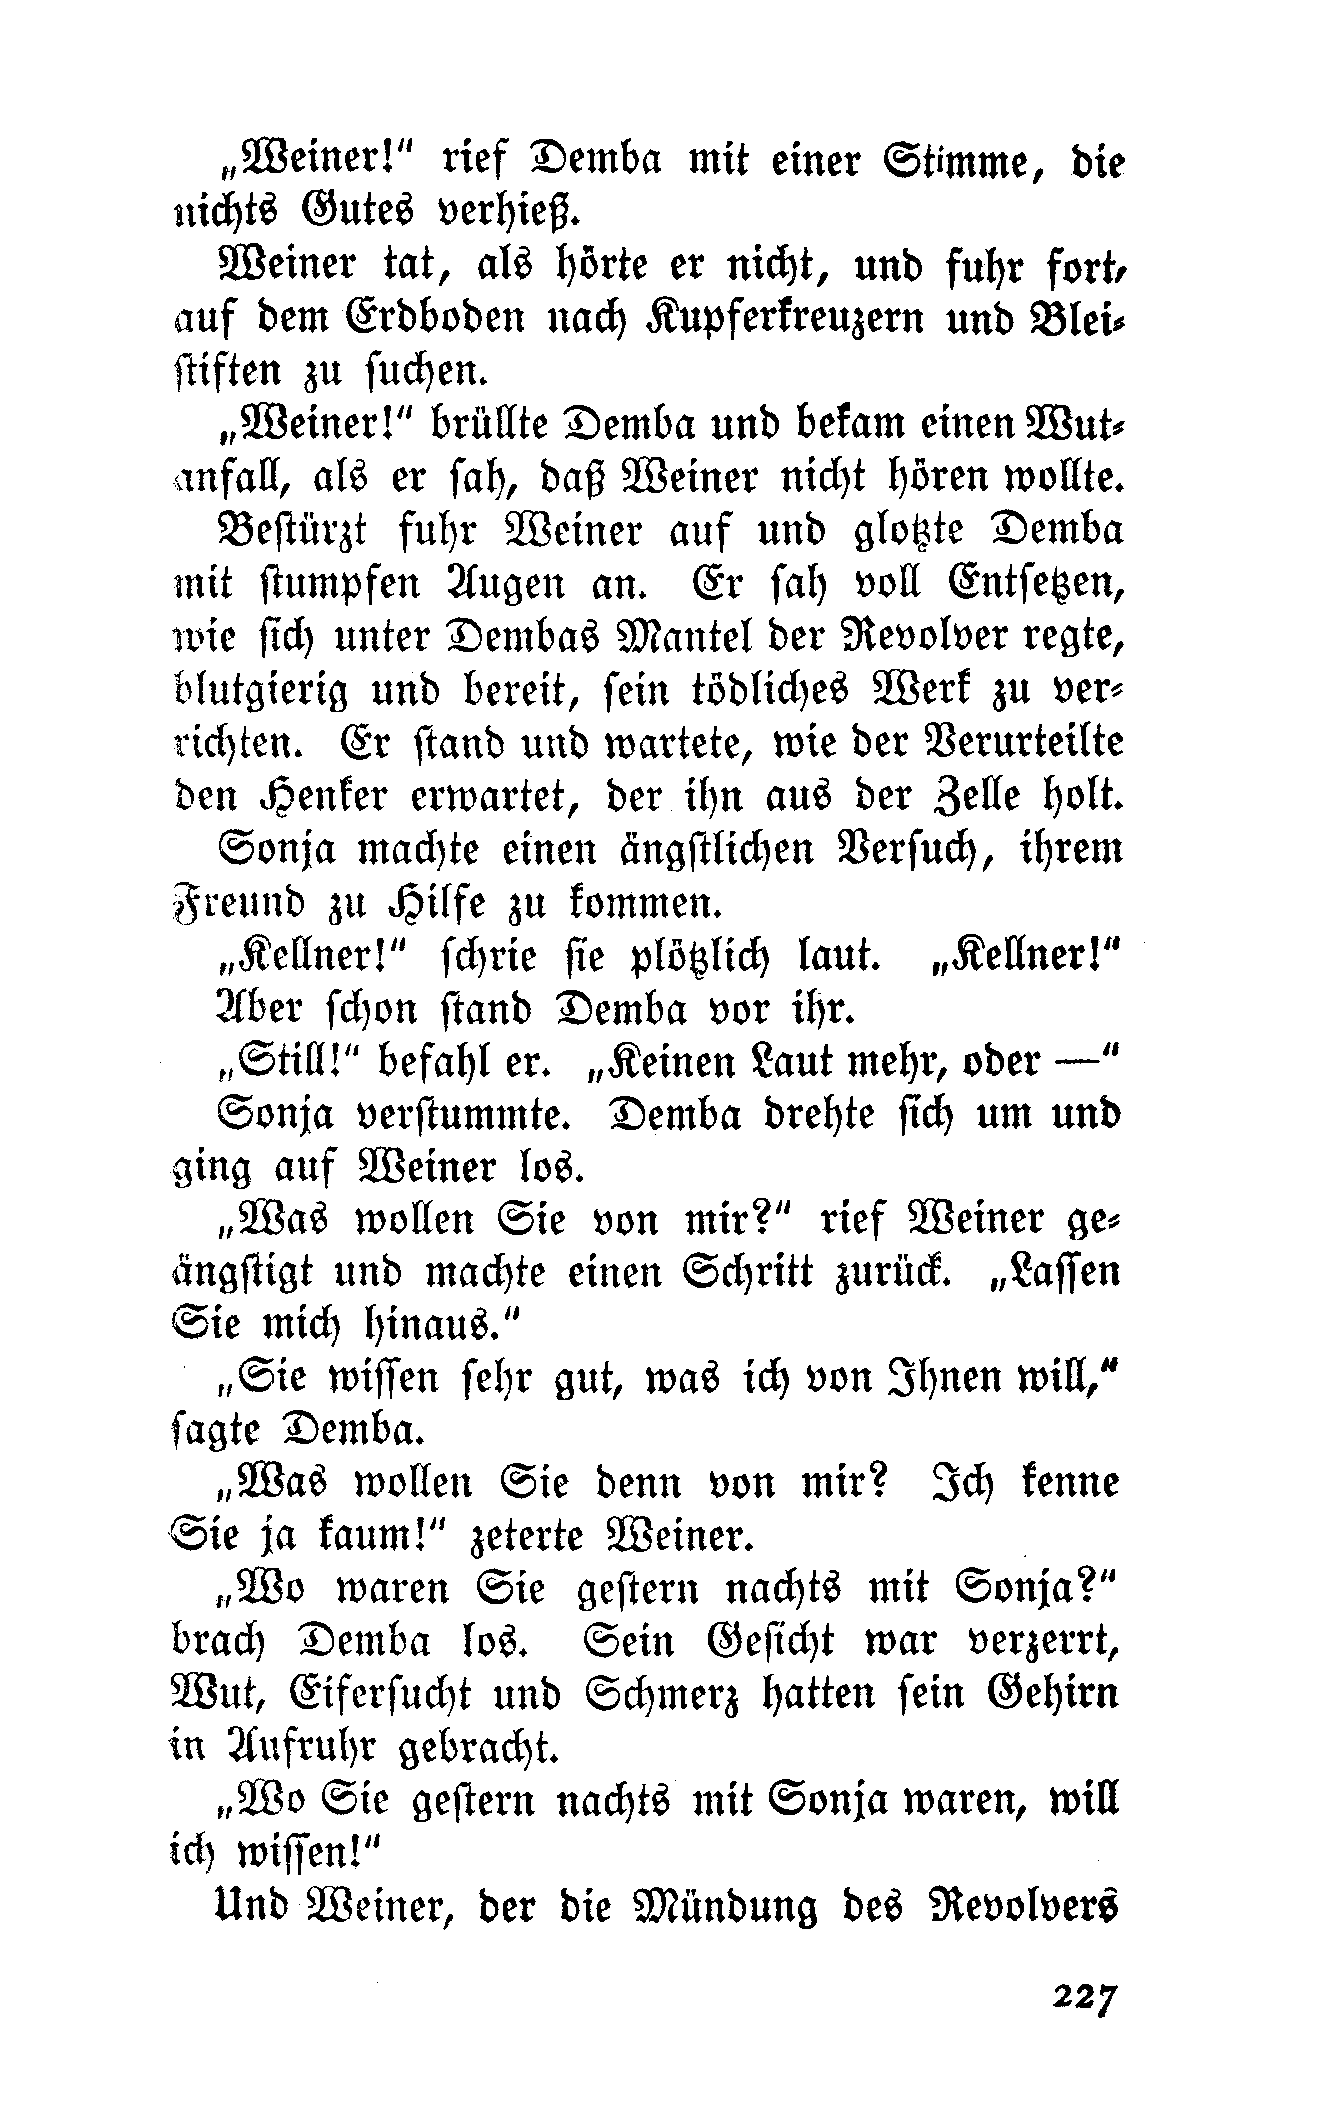 „Weiner!“ rief Demba mit einer Stimme, die
nichts Gutes verhieß.
Weiner tat, als hörte er nicht, und fuhr fort,
auf dem Erdboden nach Kupferkreuzern und Blei-
stiften zu suchen.
„Weiner!“ brüllte Demba und bekam einen Wut-
anfall, als er sah, daß Weiner nicht hören wollte.
Bestürzt fuhr Weiner auf und glotzte Demba
mit stumpfen Augen an. Er sah voll Entsetzen,
wie sich unter Dembas Mantel der Revolver regte,
blutgierig und bereit, sein tödliches Werk zu ver-
richten. Er stand und wartete, wie der Verurteilte
den Henker erwartet, der ihn aus der Zelle holt.
Sonja machte einen ängstlichen Versuch, ihrem
Freund zu Hilfe zu kommen.
„Kellner!“ schrie sie plötzlich laut. „Kellner!“
Aber schon stand Demba vor ihr.
„Still!“ befahl er. „Keinen Laut mehr, oder —“
Sonja verstummte. Demba drehte sich um und
ging auf Weiner los.
„Was wollen Sie von mir?“ rief Weiner ge-
ängstigt und machte einen Schritt zurück. „Lassen
Sie mich hinaus.“
„Sie wissen sehr gut, was ich von Ihnen will,“
sagte Demba.
„Was wollen Sie denn von mir? Ich kenne
Sie ja kaum!“ zeterte Weiner.
„Wo waren Sie gestern nachts mit Sonja?“
brach Demba los. Sein Gesicht war verzerrt,
Wut, Eifersucht und Schmerz hatten sein Gehirn
in Aufruhr gebracht.
„Wo Sie gestern nachts mit Sonja waren, will
ich wissen!“
Und Weiner, der die Mündung des Revolvers
227